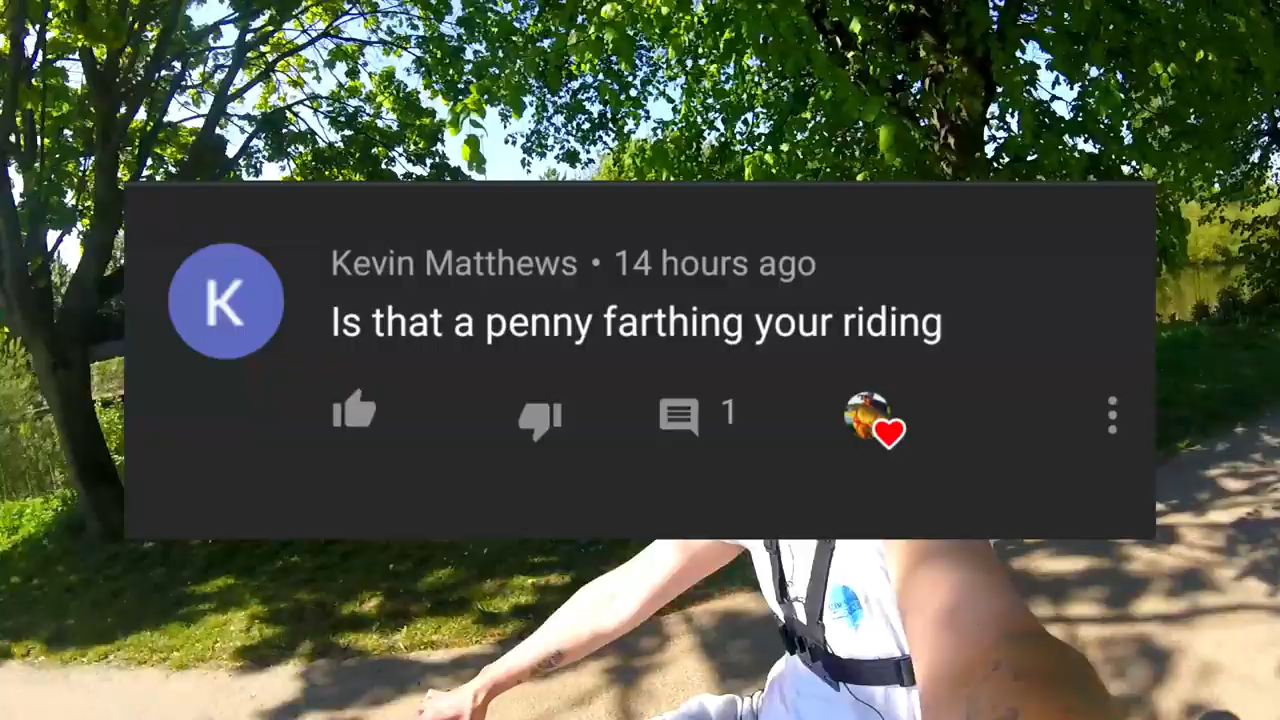 Kevin Matthews • 14 hours ago
Is that a penny farthing your riding
1
K